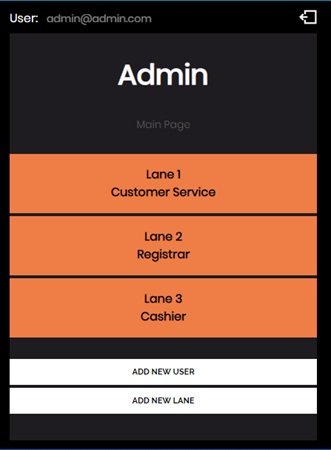 User: admin@admin.com
Admin
Main Page
Lane 1
Customer Service
Lane 2
Registrar
Lane 3
Cashier
ADD NEW USER
ADD NEW LANE